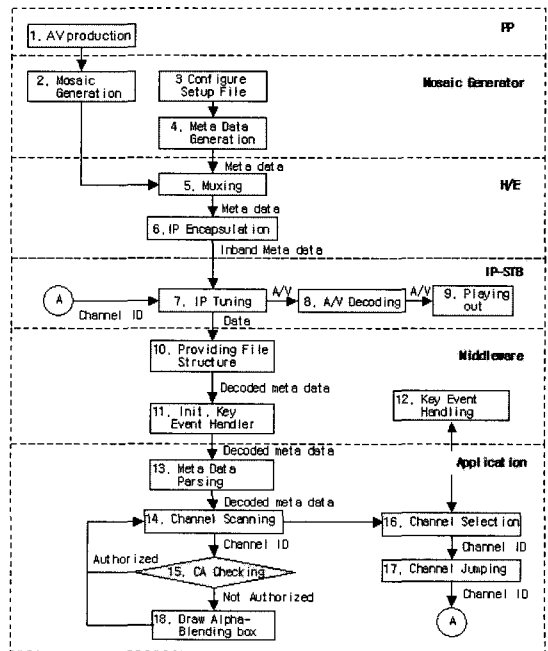 PP
1. AV production
2. Mosaic
Generation
3 Configure
Setup File
Mosaic Generator
4. Meta Data
Generation
Meta data
H/E
5. Muxing
Meta data
6. IP Encapsulation
Inband Meta data
IP-STB
A
Channel ID
7. IP Tuning
A/V
8. A/V Decoding
A/V
9. Playing
out
Data
Middleware
10. Providing File
Structure
Decoded meta data
11. Init. Key
Event Handler
12. Key Event
Handling
Decoded meta data
Application
13. Meta Data
Parsing
Decoded meta data
14. Channel Scanning
16. Channel Selection
Channel ID
Channel ID
Authorized
15. CA Checking
17. Channel Jumping
Not Authorized
Channel ID
18. Draw Alpha-
Blending box
A